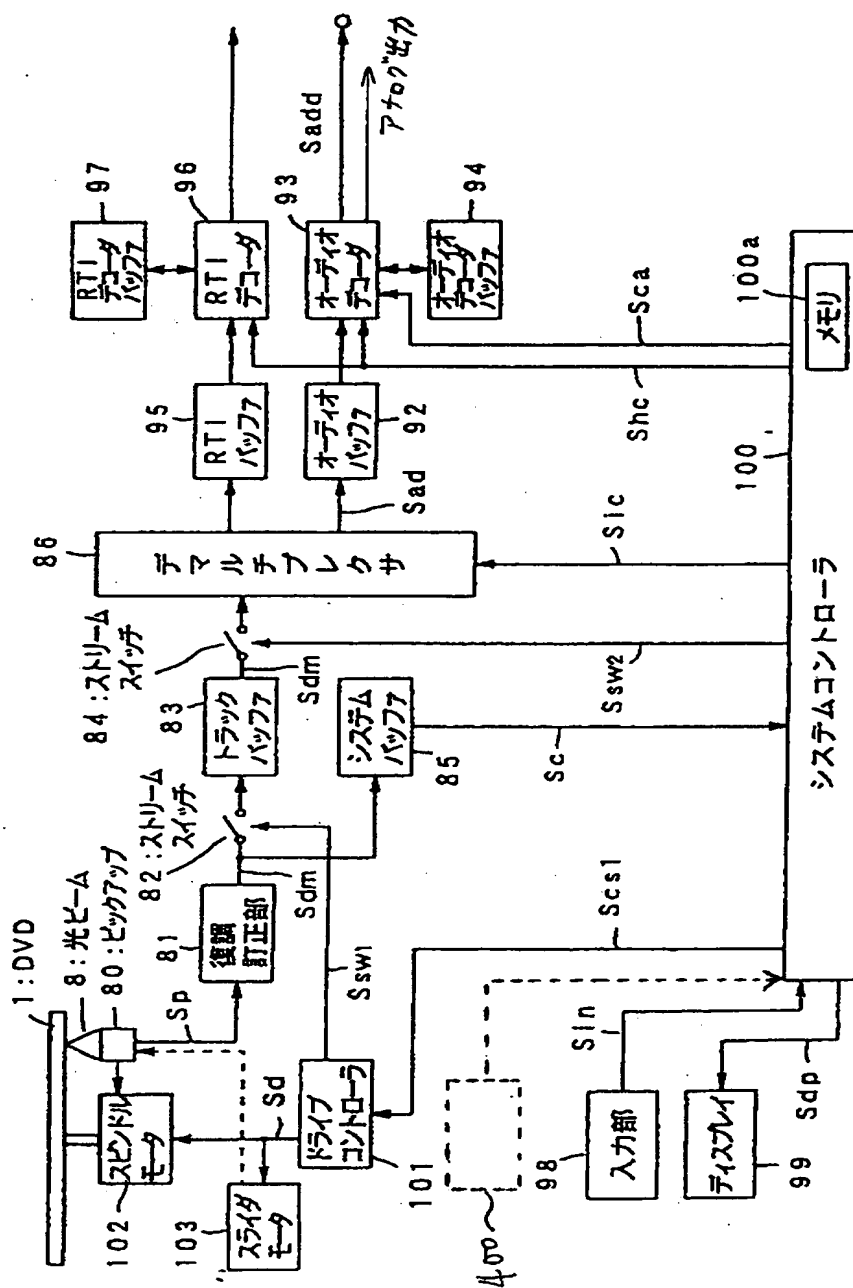 1:DVD
8:光ビーム
80:ピックアップ
102
スピンドル
モータ
103
スライダ
モータ
Sp
Sd
81
復調
訂正部
82:ストリーム
スイッチ
Sdm
83
トラック
バッファ
84:ストリーム
スイッチ
Sdm
86
デマルチプレクサ
95
RTI
バッファ
97
RTI
デコーダ
バッファ
96
RTI
デコーダ
Sad
オーディオ
バッファ
92
93
オーディオ
デコーダ
Sadd
アナログ出力
94
オーディオ
デコーダ
バッファ
システム
バッファ
85
Ssw1
Ssw2
Sc
Slc
Shc
Sca
Scs1
ドライブ
コントローラ
101
400
入力部
98
Sin
ディスプレイ
99
Sdp
システムコントローラ
100
メモリ
100a